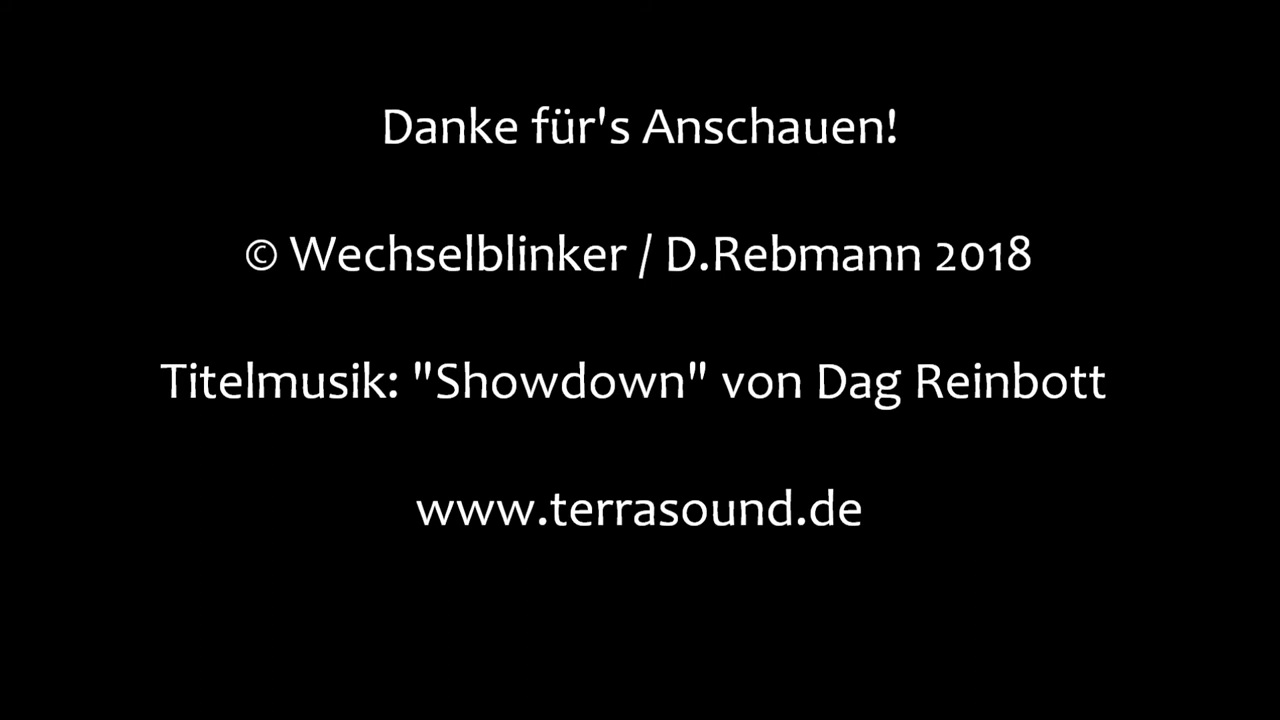 Danke für's Anschauen!
© Wechselblinker / D.Rebmann 2018
Titelmusik: "Showdown" von Dag Reinbott
www.terrasound.de